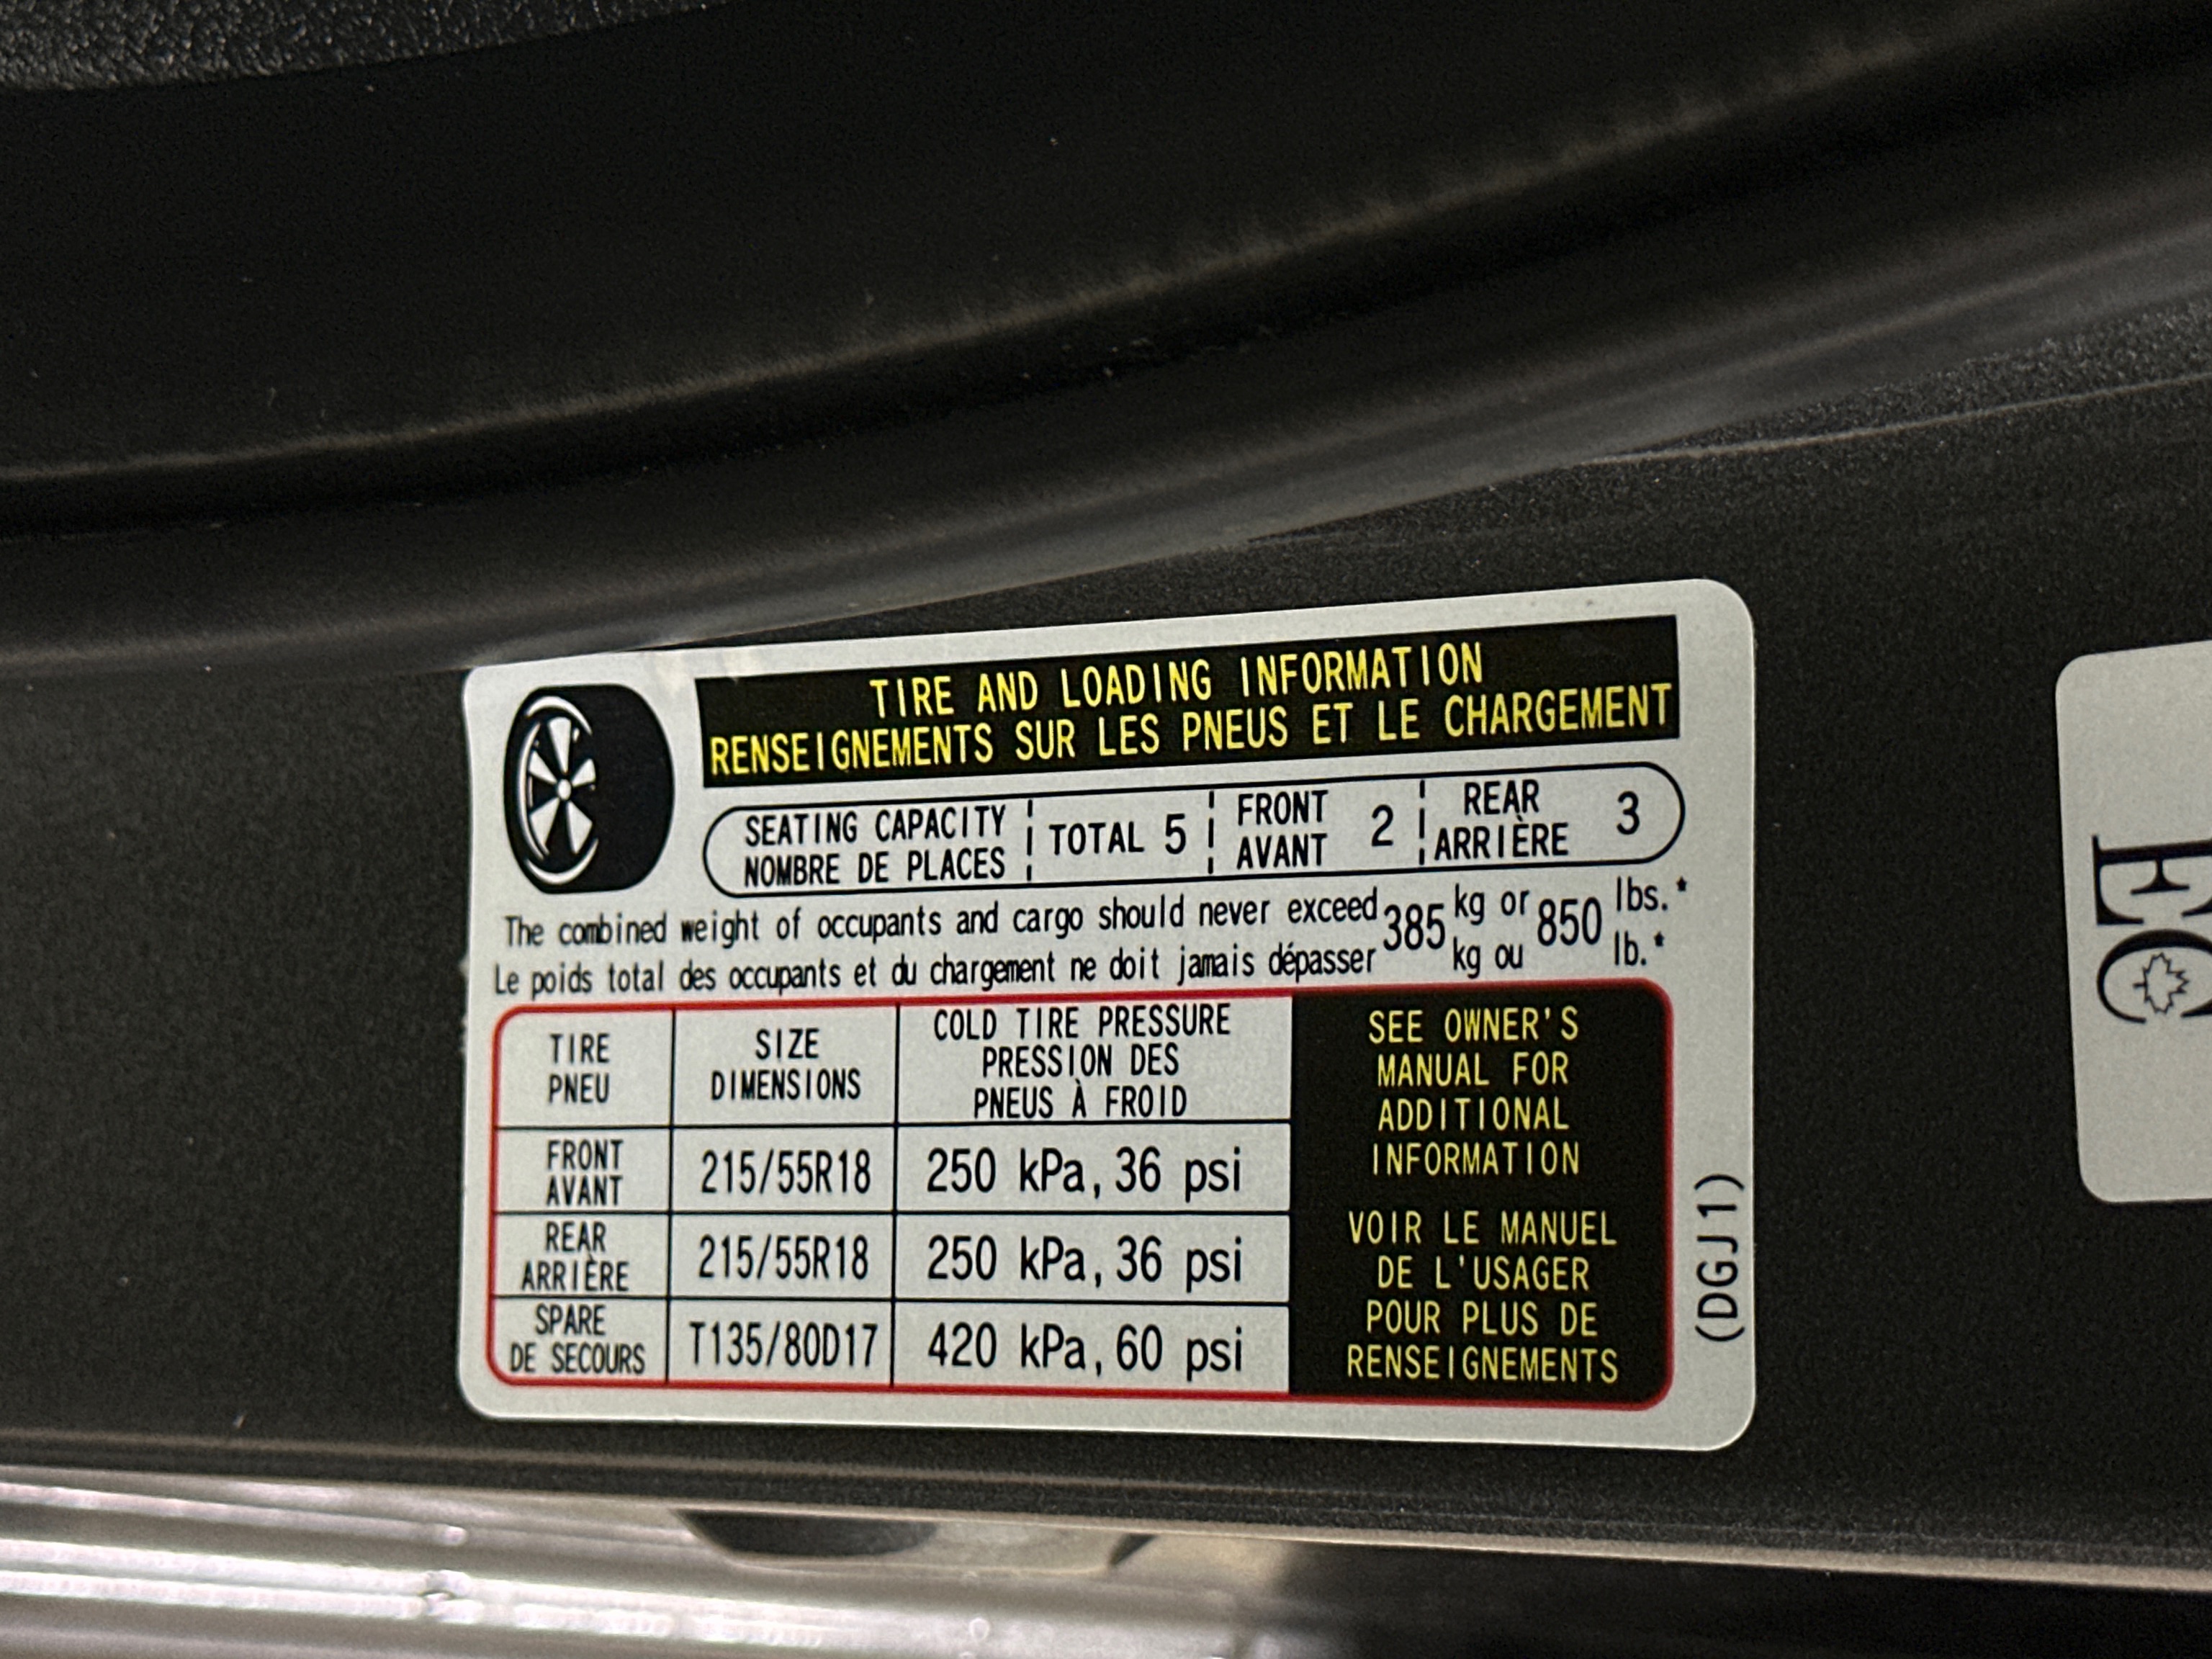 TIRE AND LOADING INFORMATION
RENSEIGNEMENTS SUR LES PNEUS ET LE CHARGEMENT
SEATING CAPACITY
NOMBRE DE PLACES
TOTAL 5
FRONT
AVANT
2
REAR
ARRIÈRE
3
The combined weight of occupants and cargo should never exceed
Le poids total des occupants et du chargement ne doit jamais dépasser
385
kg or
kg ou
850
lbs.*
lb.*
TIRE
PNEU
SIZE
DIMENSIONS
COLD TIRE PRESSURE
PRESSION DES
PNEUS À FROID
FRONT
AVANT
215/55R18
250 kPa, 36 psi
REAR
ARRIÈRE
215/55R18
250 kPa, 36 psi
SPARE
DE SECOURS
T135/80D17
420 kPa, 60 psi
SEE OWNER'S
MANUAL FOR
ADDITIONAL
INFORMATION
VOIR LE MANUEL
DE L'USAGER
POUR PLUS DE
RENSEIGNEMENTS
(DGJ1)
EC